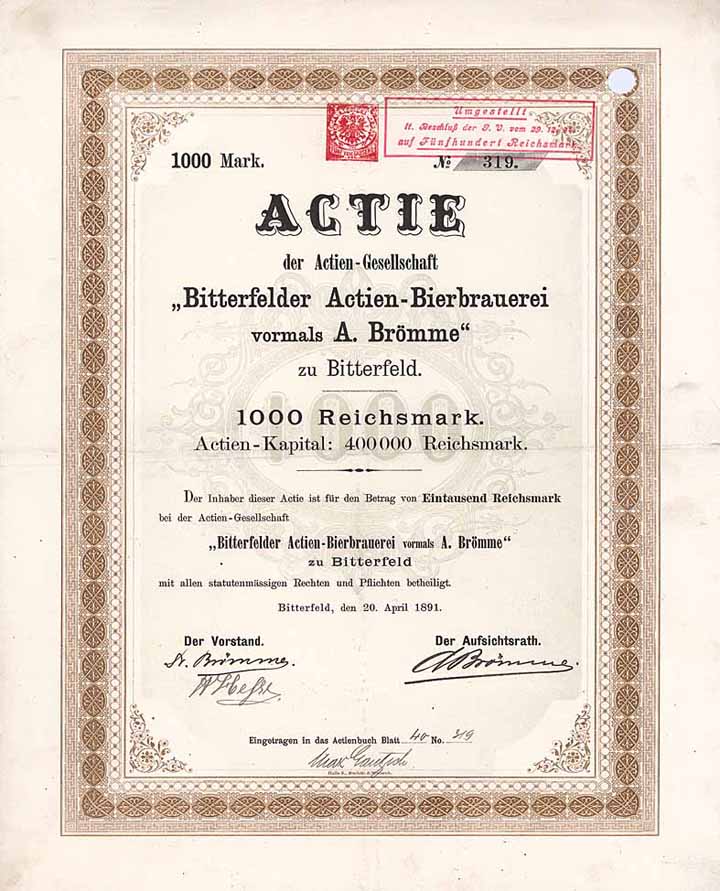 Umgestellt
lt. Beschluß der G. V. vom 29. 12.
auf Fünfhundert Reichsmark
1000 Mark.
№ 319.
ACTIE
der Actien-Gesellschaft
„Bitterfelder Actien-Bierbrauerei
vormals A. Brömme“
zu Bitterfeld.
1000
1000 Reichsmark.
Actien-Kapital: 400000 Reichsmark.
Der Inhaber dieser Actie ist für den Betrag von Eintausend Reichsmark
bei der Actien-Gesellschaft
„Bitterfelder Actien-Bierbrauerei vormals A. Brömme“
zu Bitterfeld
mit allen statutenmässigen Rechten und Pflichten betheiligt.
Bitterfeld, den 20. April 1891.
Der Vorstand.
Der Aufsichtsrath.
Brömme.
ABrömme.
Eingetragen in das Actienbuch Blatt 40 No. 319
Max